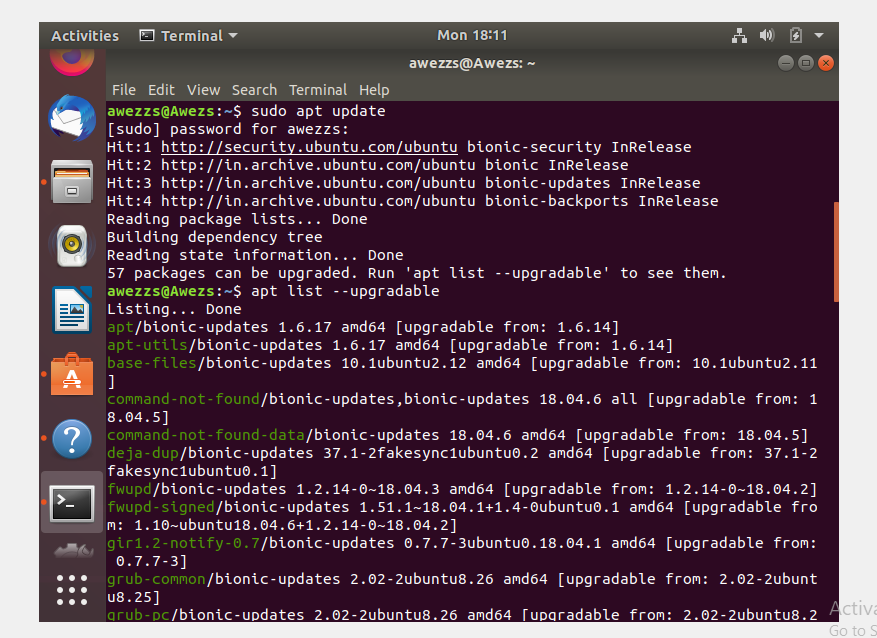 Activities Terminal Mon 18:11
awezzs@Awezs: ~
File Edit View Search Terminal Help
awezzs@Awezs:~$ sudo apt update
[sudo] password for awezzs:
Hit:1 http://security.ubuntu.com/ubuntu bionic-security InRelease
Hit:2 http://in.archive.ubuntu.com/ubuntu bionic InRelease
Hit:3 http://in.archive.ubuntu.com/ubuntu bionic-updates InRelease
Hit:4 http://in.archive.ubuntu.com/ubuntu bionic-backports InRelease
Reading package lists... Done
Building dependency tree
Reading state information... Done
57 packages can be upgraded. Run 'apt list --upgradable' to see them.
awezzs@Awezs:~$ apt list --upgradable
Listing... Done
apt/bionic-updates 1.6.17 amd64 [upgradable from: 1.6.14]
apt-utils/bionic-updates 1.6.17 amd64 [upgradable from: 1.6.14]
base-files/bionic-updates 10.1ubuntu2.12 amd64 [upgradable from: 10.1ubuntu2.11
]
command-not-found/bionic-updates,bionic-updates 18.04.6 all [upgradable from: 1
8.04.5]
command-not-found-data/bionic-updates 18.04.6 amd64 [upgradable from: 18.04.5]
deja-dup/bionic-updates 37.1-2fakesync1ubuntu0.2 amd64 [upgradable from: 37.1-2
fakesync1ubuntu0.1]
fwupd/bionic-updates 1.2.14-0~18.04.3 amd64 [upgradable from: 1.2.14-0~18.04.2]
fwupd-signed/bionic-updates 1.51.1~18.04.1+1.4-0ubuntu0.1 amd64 [upgradable fro
m: 1.10~ubuntu18.04.6+1.2.14-0~18.04.2]
gir1.2-notify-0.7/bionic-updates 0.7.7-3ubuntu0.18.04.1 amd64 [upgradable from:
0.7.7-3]
grub-common/bionic-updates 2.02-2ubuntu8.26 amd64 [upgradable from: 2.02-2ubunt
u8.25]
grub-pc/bionic-updates 2.02-2ubuntu8.26 amd64 [upgradable from: 2.02-2ubuntu8.2
Activa
Go to S